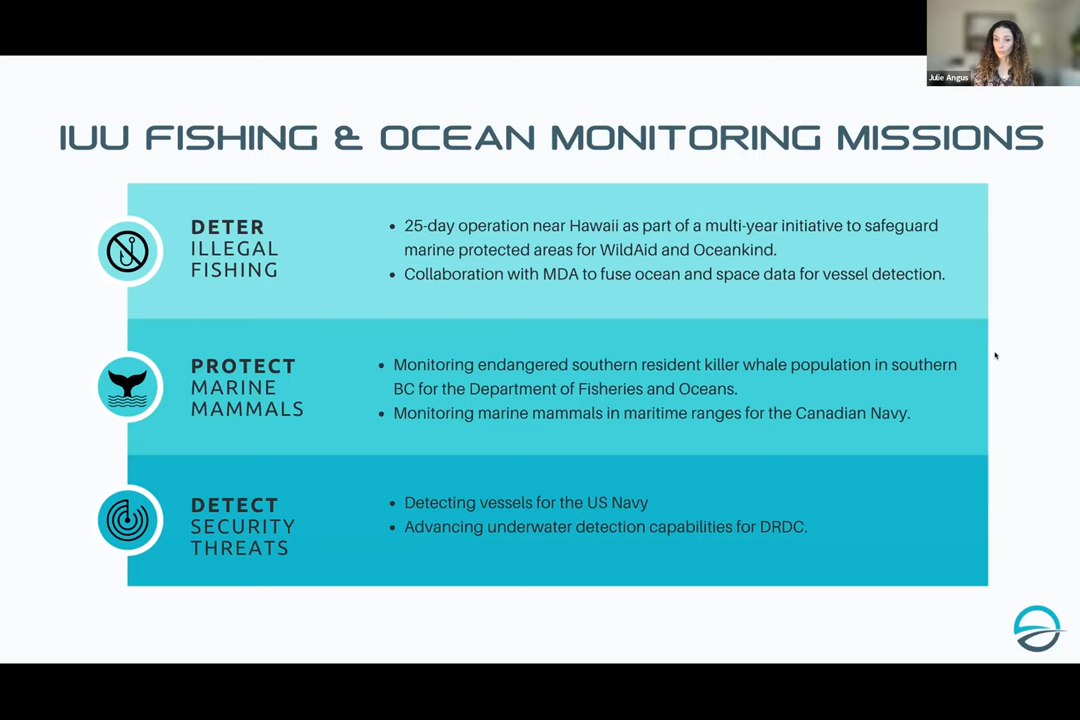 Julie Angus
IUU FISHING & OCEAN MONITORING MISSIONS
DETER
ILLEGAL
FISHING
• 25-day operation near Hawaii as part of a multi-year initiative to safeguard
marine protected areas for WildAid and Oceankind.
• Collaboration with MDA to fuse ocean and space data for vessel detection.
PROTECT
MARINE
MAMMALS
• Monitoring endangered southern resident killer whale population in southern
BC for the Department of Fisheries and Oceans.
• Monitoring marine mammals in maritime ranges for the Canadian Navy.
DETECT
SECURITY
THREATS
• Detecting vessels for the US Navy
• Advancing underwater detection capabilities for DRDC.